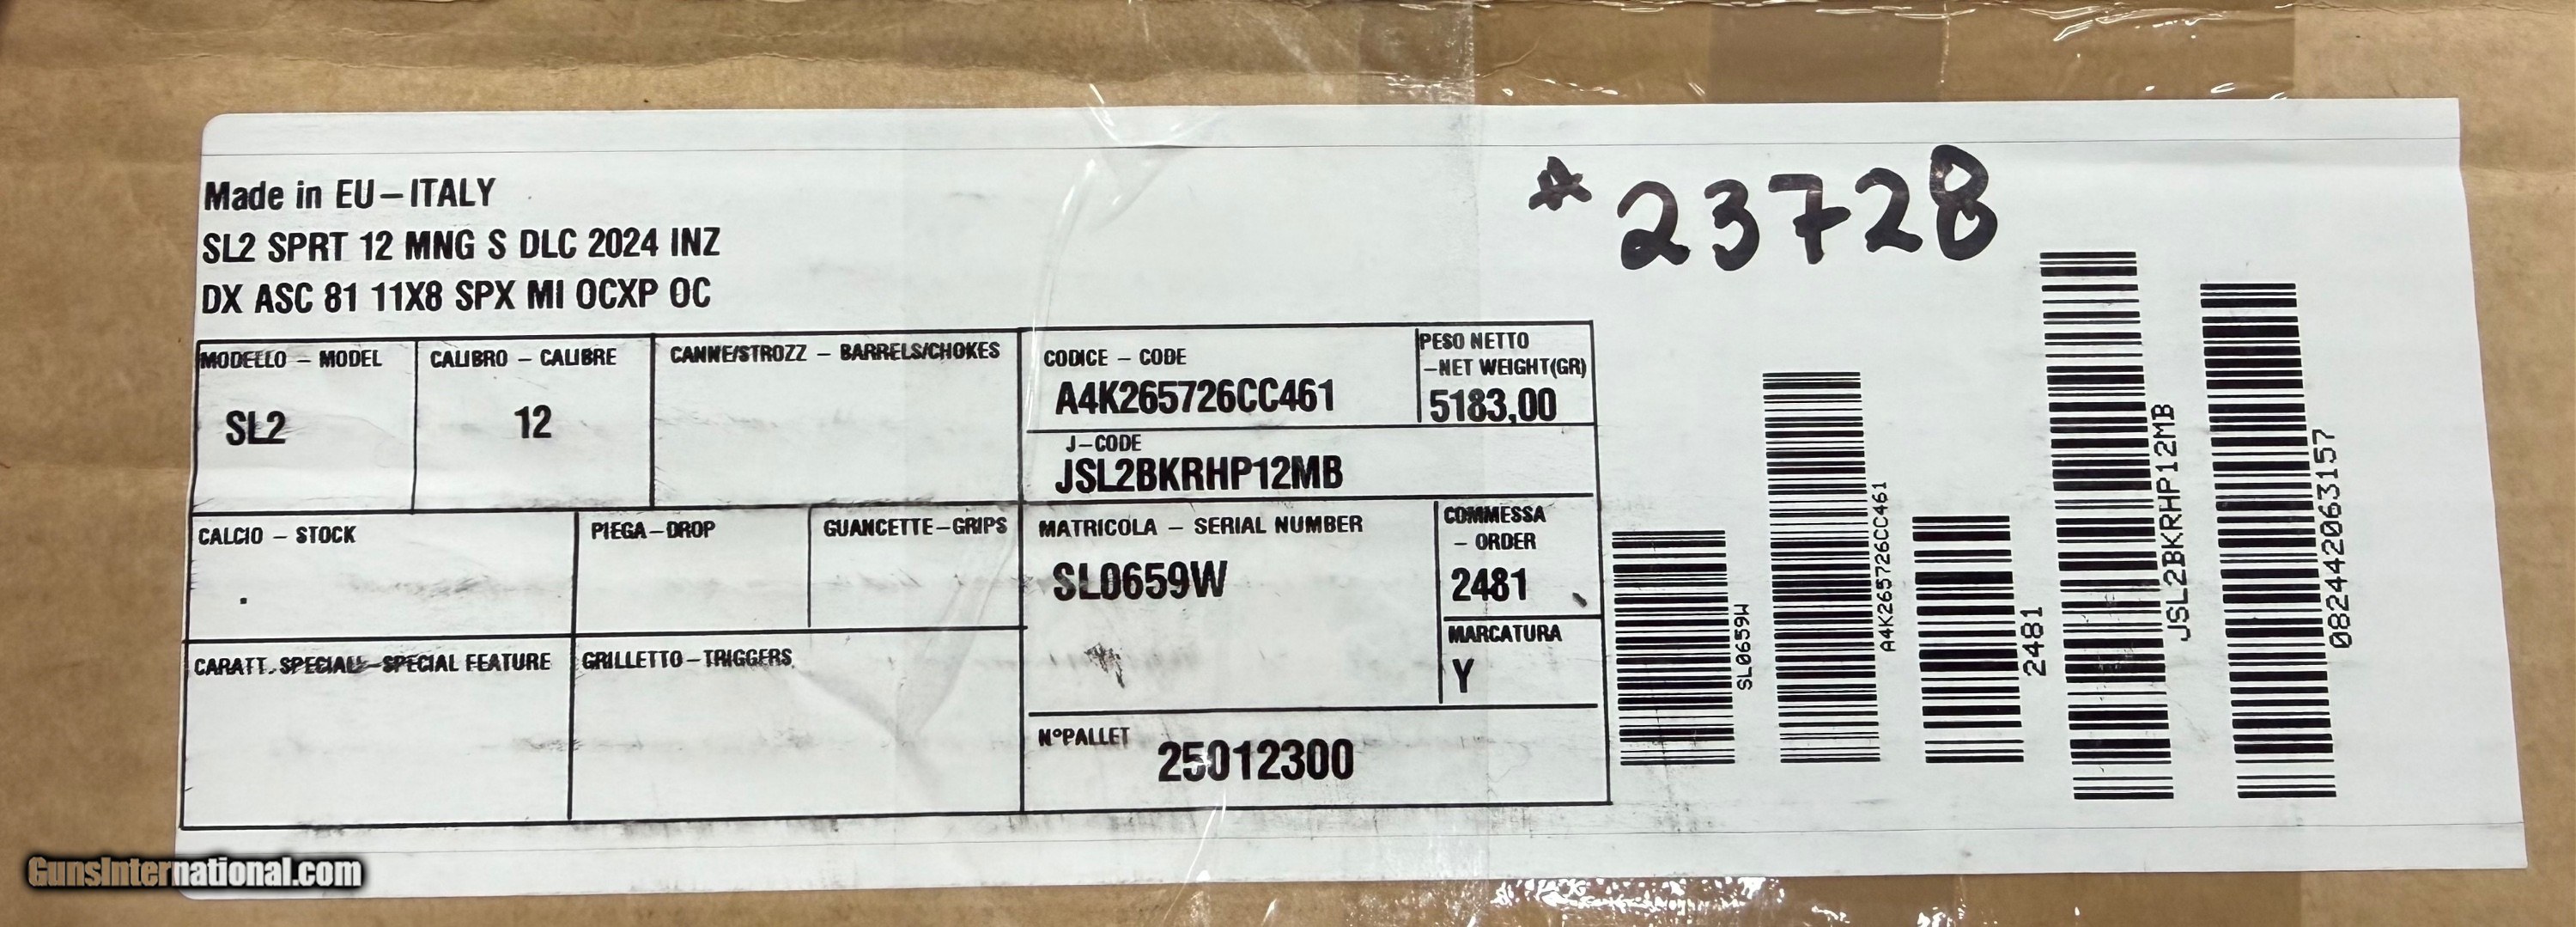 Made in EU-ITALY
SL2 SPRT 12 MNG S DLC 2024 INZ
DX ASC 81 11X8 SPX MI OCXP OC
*23728
MODELLO - MODEL
SL2
CALIBRO - CALIBRE
12
CANNE/STROZZ - BARRELS/CHOKES
CODICE - CODE
A4K265726CC461
PESO NETTO
-NET WEIGHT(GR)
5183,00
J-CODE
JSL2BKRHP12MB
CALCIO - STOCK
.
PIEGA-DROP
GUANCETTE-GRIPS
MATRICOLA - SERIAL NUMBER
SL0659W
COMMESSA
- ORDER
2481
MARCATURA
Y
CARATT.SPECIALI-SPECIAL FEATURE
GRILLETTO-TRIGGERS
N°PALLET
25012300
SL0659W
A4K265726CC461
2481
JSL2BKRHP12MB
082442063157
GunsInternational.com